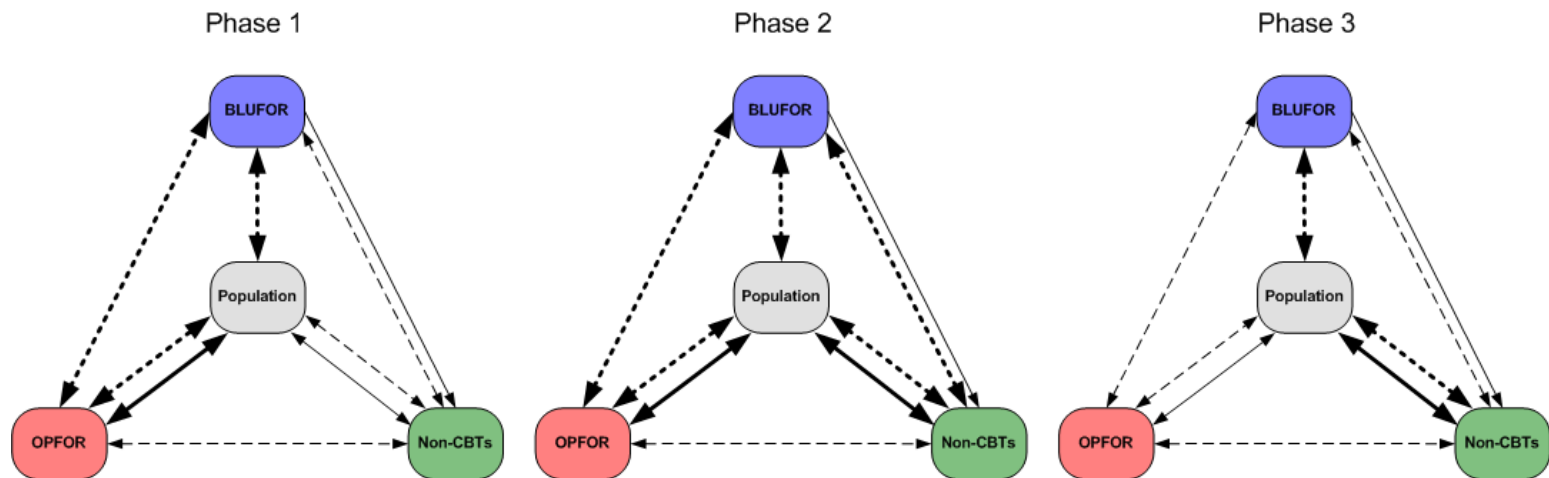 Phase 1
Phase 2
Phase 3
BLUFOR
BLUFOR
BLUFOR
Population
Population
Population
OPFOR
Non-CBTs
OPFOR
Non-CBTs
OPFOR
Non-CBTs